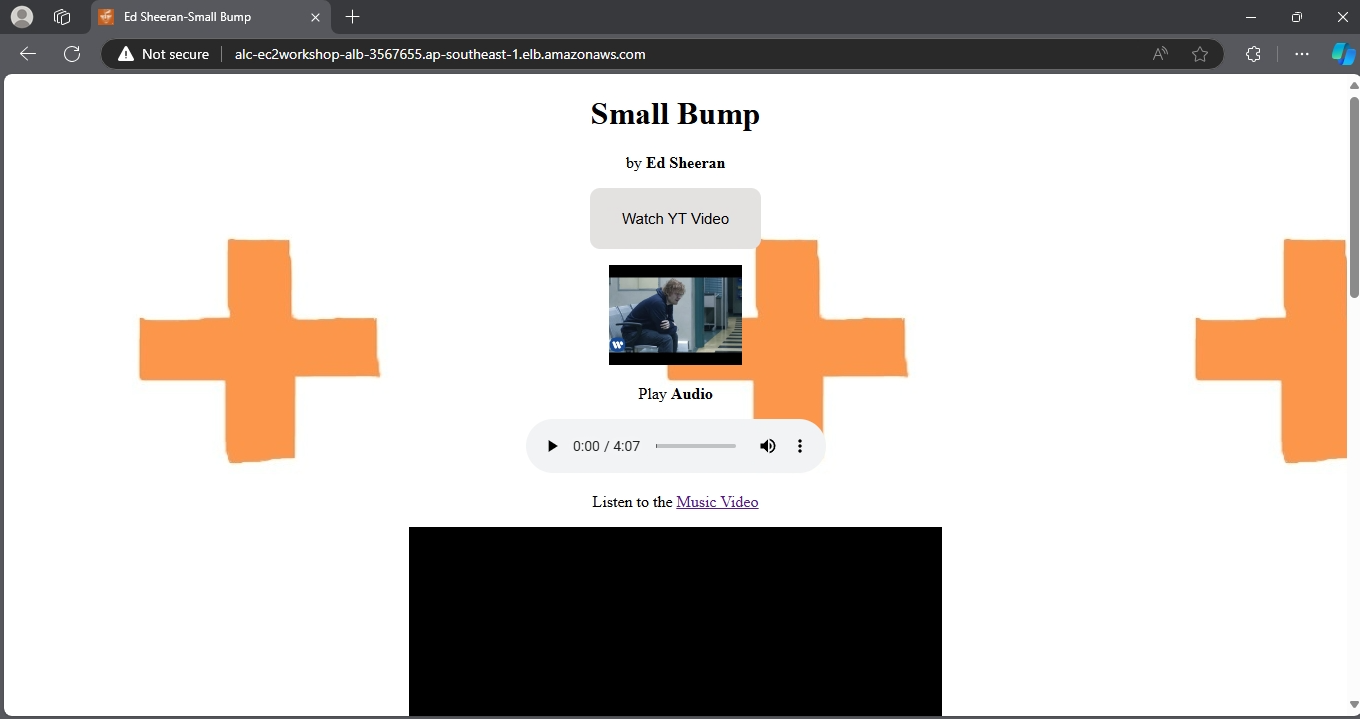 Ed Sheeran-Small Bump
Not secure alc-ec2workshop-alb-3567655.ap-southeast-1.elb.amazonaws.com
Small Bump
by Ed Sheeran
Watch YT Video
Play Audio
0:00 / 4:07
Listen to the Music Video